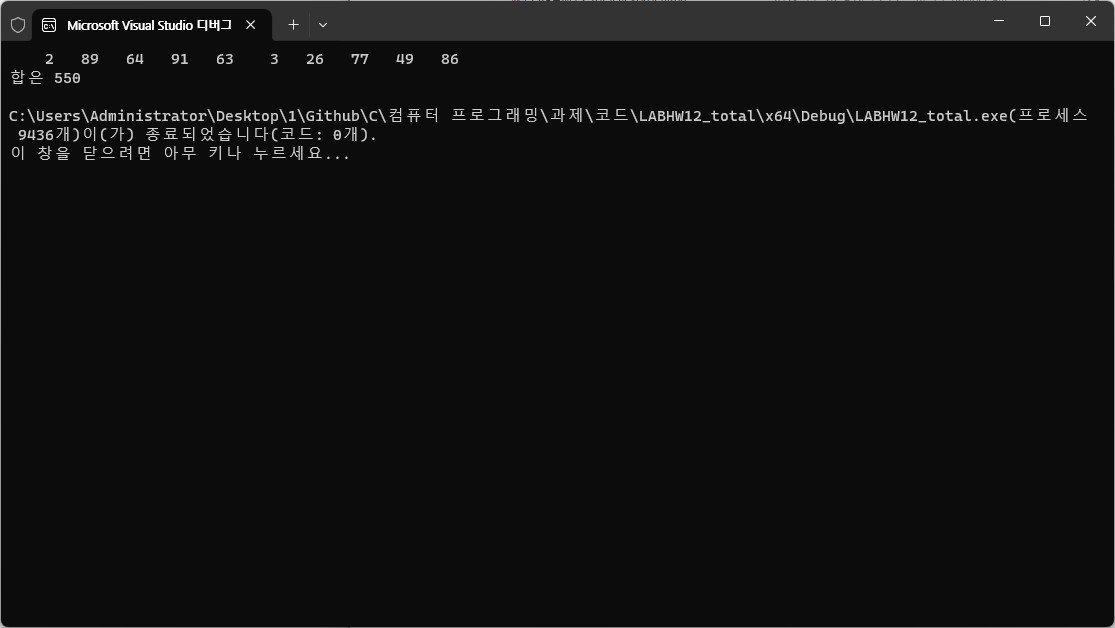 Microsoft Visual Studio 디버그
    2   89   64   91   63    3   26   77   49   86
합은 550
C:\Users\Administrator\Desktop\1\Github\C\컴퓨터 프로그래밍\과제\코드\LABHW12_total\x64\Debug\LABHW12_total.exe(프로세스
 9436개)이(가) 종료되었습니다(코드: 0개).
이 창을 닫으려면 아무 키나 누르세요...